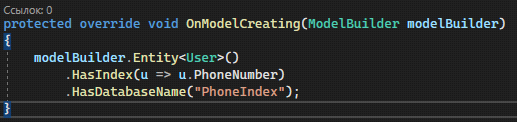 Ссылок: 0
protected override void OnModelCreating(ModelBuilder modelBuilder)
{
modelBuilder.Entity<User>()
.HasIndex(u => u.PhoneNumber)
.HasDatabaseName("PhoneIndex");
}